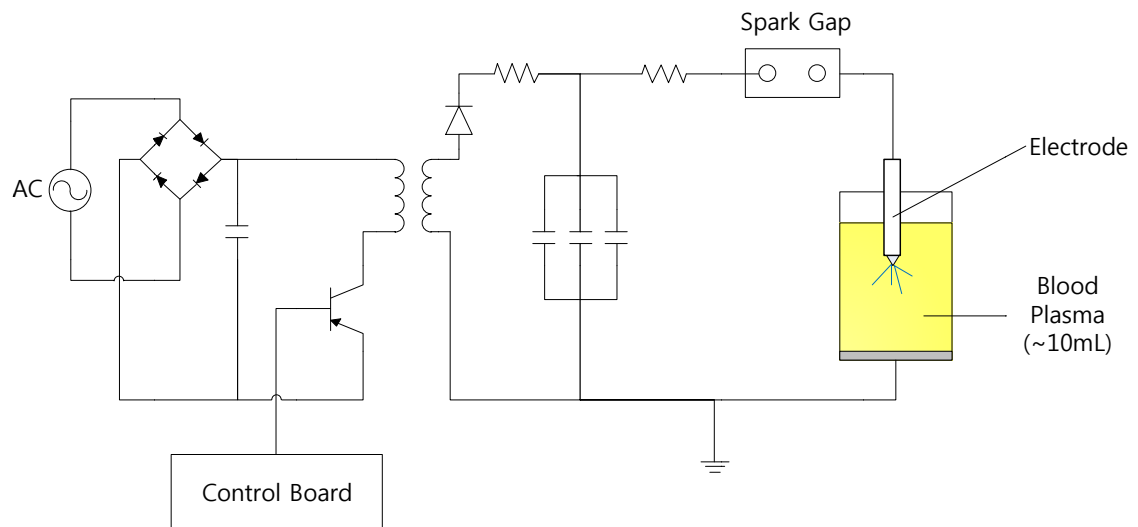 Spark Gap
AC
Electrode
Blood
Plasma
(~10mL)
Control Board